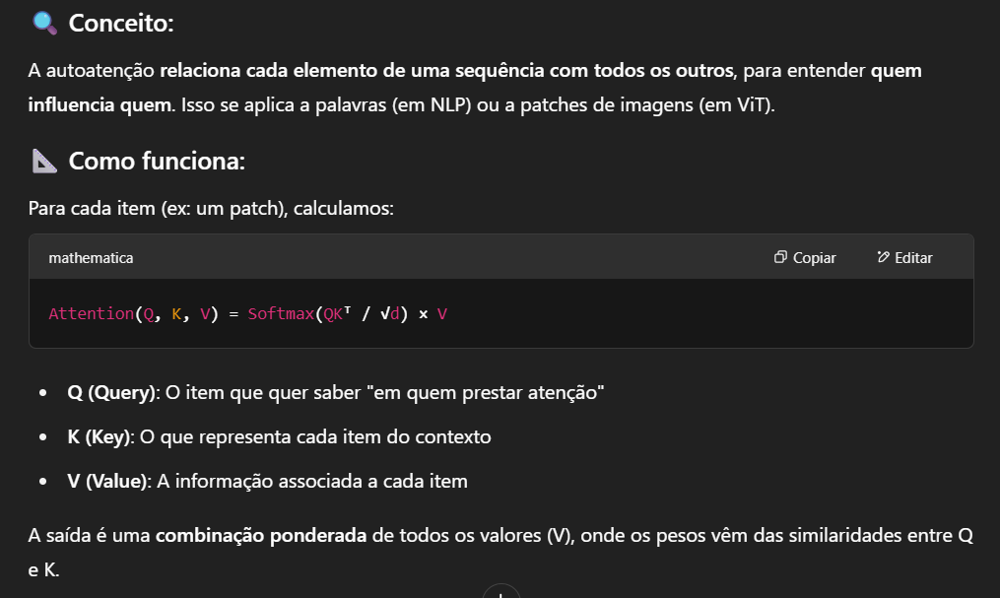 Conceito:
A autoatenção relaciona cada elemento de uma sequência com todos os outros, para entender quem
influencia quem. Isso se aplica a palavras (em NLP) ou a patches de imagens (em ViT).
Como funciona:
Para cada item (ex: um patch), calculamos:
mathematica Copiar Editar
Attention(Q, K, V) = Softmax(QKᵀ / √d) × V
• Q (Query): O item que quer saber "em quem prestar atenção"
• K (Key): O que representa cada item do contexto
• V (Value): A informação associada a cada item
A saída é uma combinação ponderada de todos os valores (V), onde os pesos vêm das similaridades entre Q
e K.